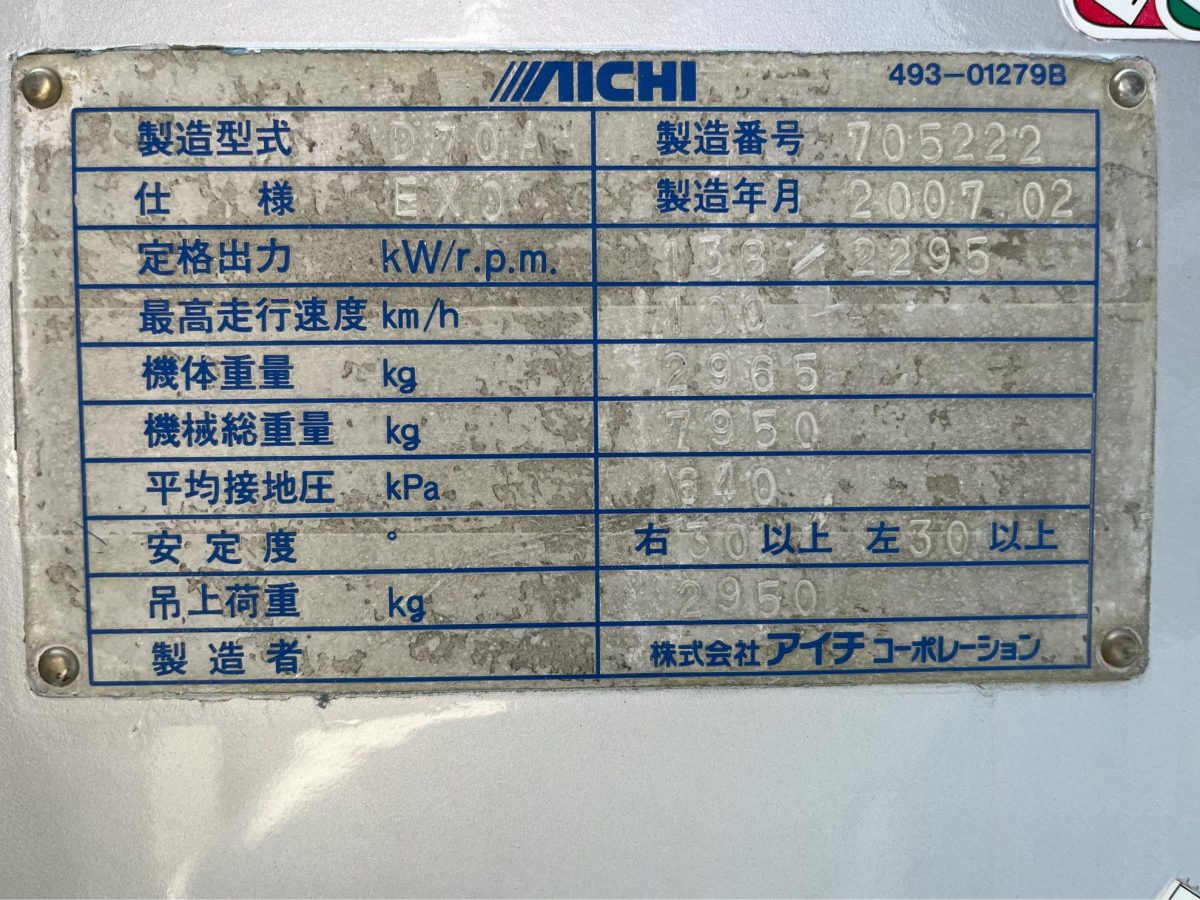 AICHI 493-01279B
製造型式 D70A 製造番号 705222
仕様 EX0 製造年月 2007.02
定格出力 kW/r.p.m. 138/2295
最高走行速度 km/h 100
機体重量 kg 2965
機械総重量 kg 7950
平均接地圧 kPa 640
安定度 ° 右30以上 左30以上
吊上荷重 kg 2950
製造者 株式会社アイチコーポレーション